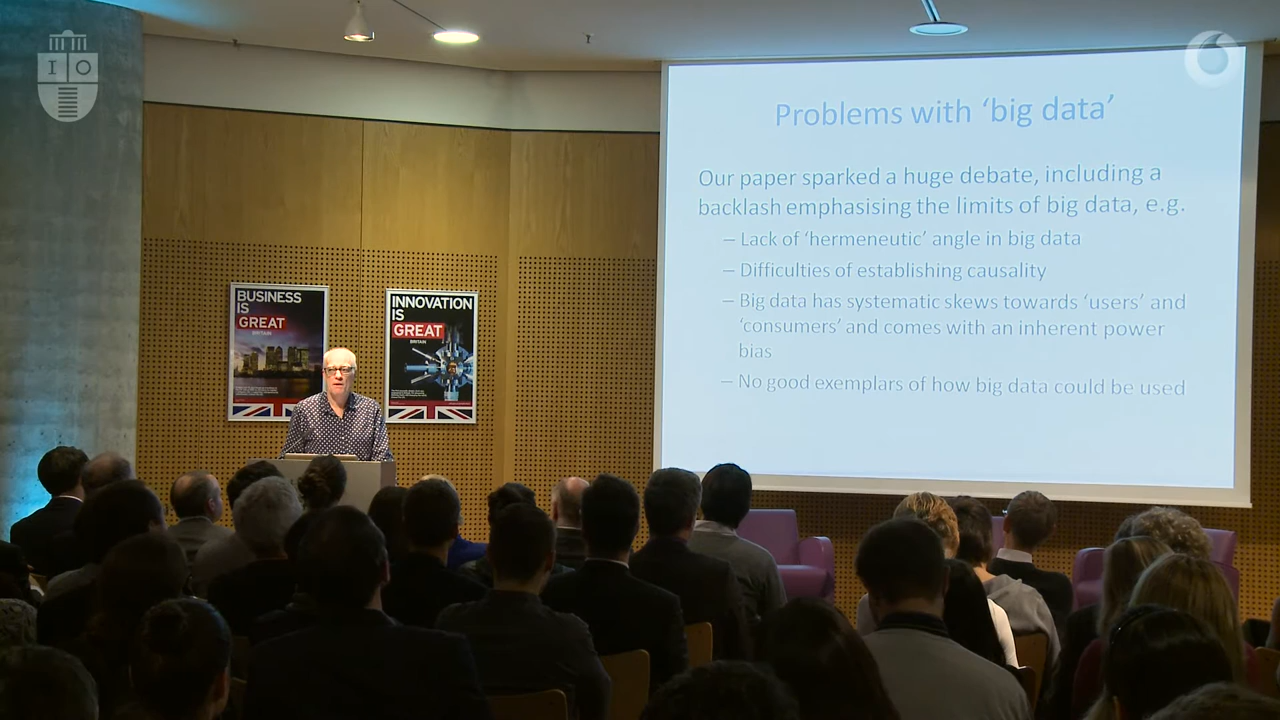 I O
Problems with ‘big data’
Our paper sparked a huge debate, including a
backlash emphasising the limits of big data, e.g.
– Lack of ‘hermeneutic’ angle in big data
– Difficulties of establishing causality
– Big data has systematic skews towards ‘users’ and
‘consumers’ and comes with an inherent power
bias
– No good exemplars of how big data could be used
BUSINESS
IS
GREAT
BRITAIN
INNOVATION
IS
GREAT
BRITAIN